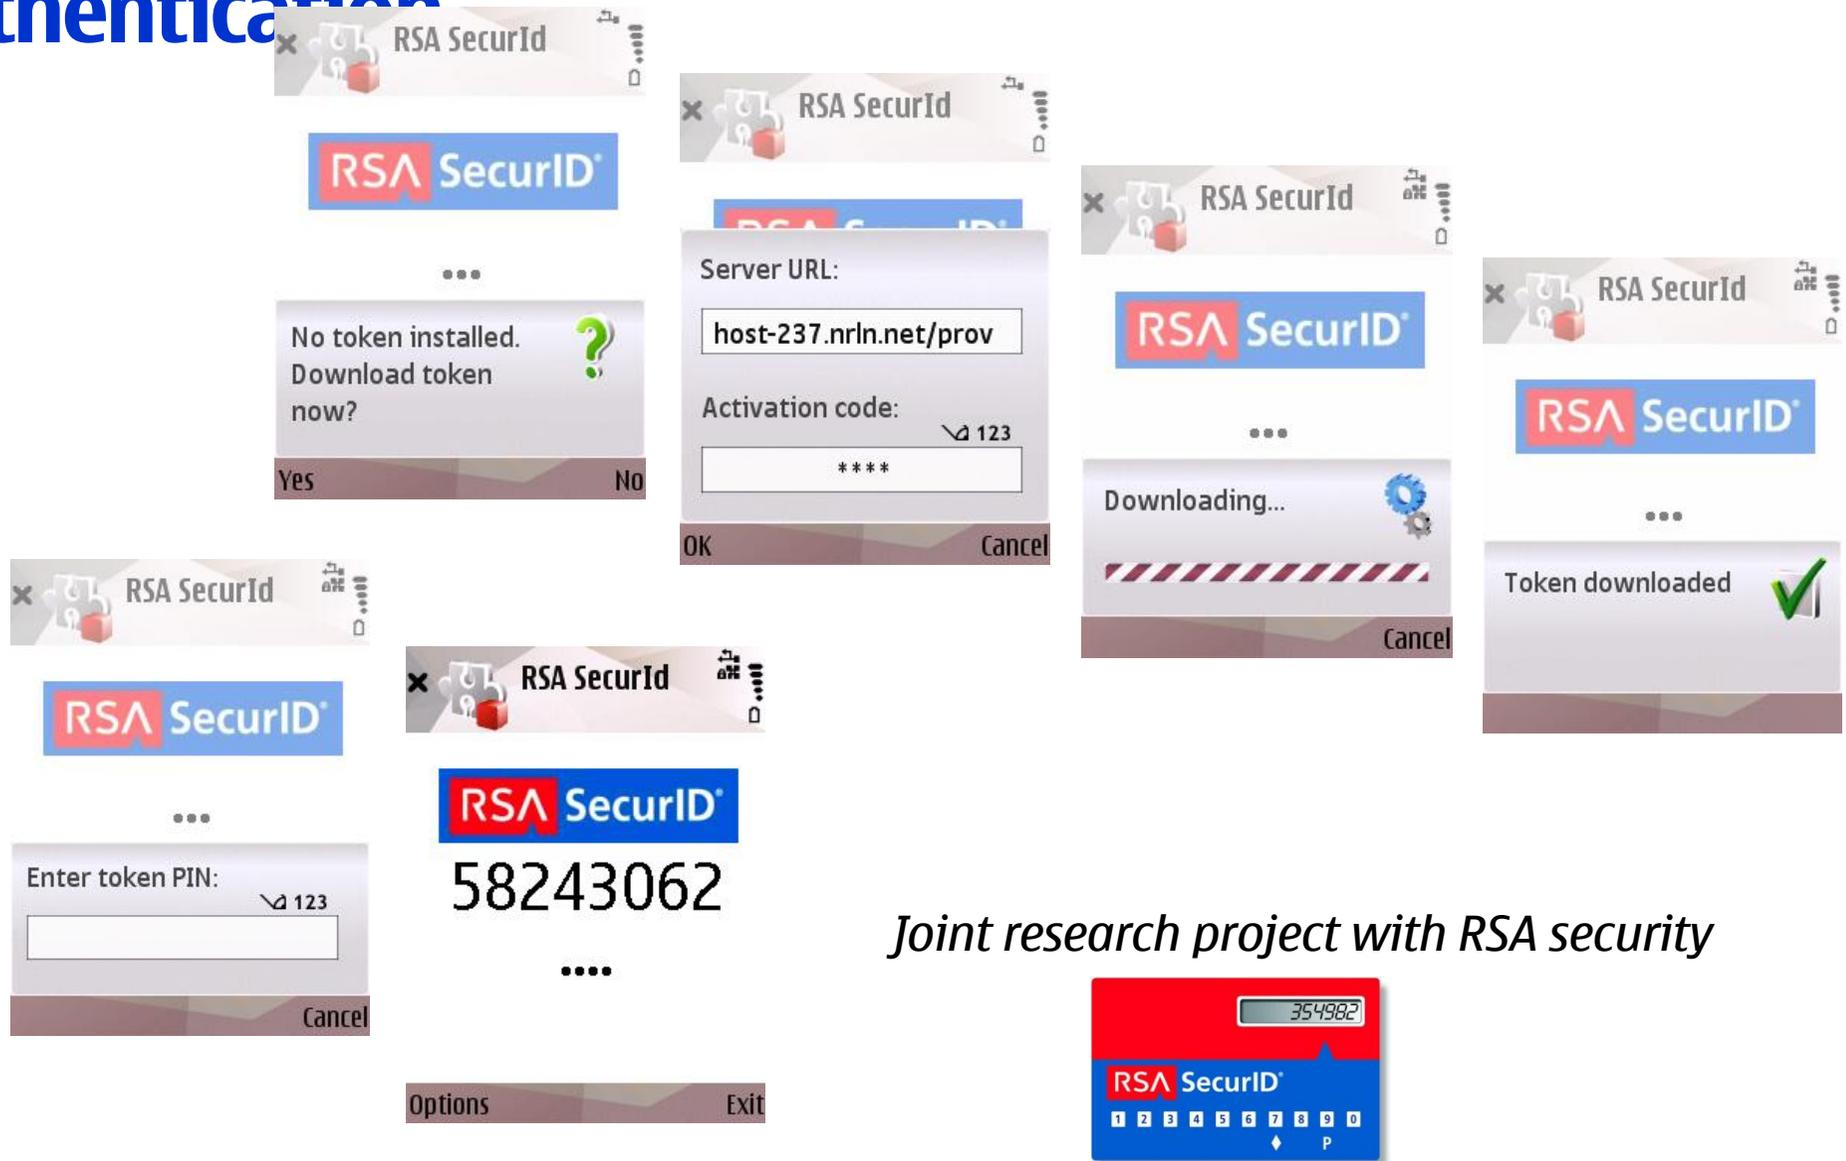 RSA SecurId
RSA SecurID®
No token installed.
Download token
now?
Yes No
RSA SecurId
Server URL:
host-237.nrln.net/prov
Activation code:
123
****
OK Cancel
RSA SecurId
RSA SecurID®
Downloading...
Cancel
RSA SecurId
RSA SecurID®
Token downloaded
RSA SecurId
RSA SecurID®
Enter token PIN:
123
Cancel
RSA SecurId
RSA SecurID®
58243062
Options Exit
Joint research project with RSA security
354982
RSA SecurID®
1 2 3 4 5 6 7 8 9 0
P